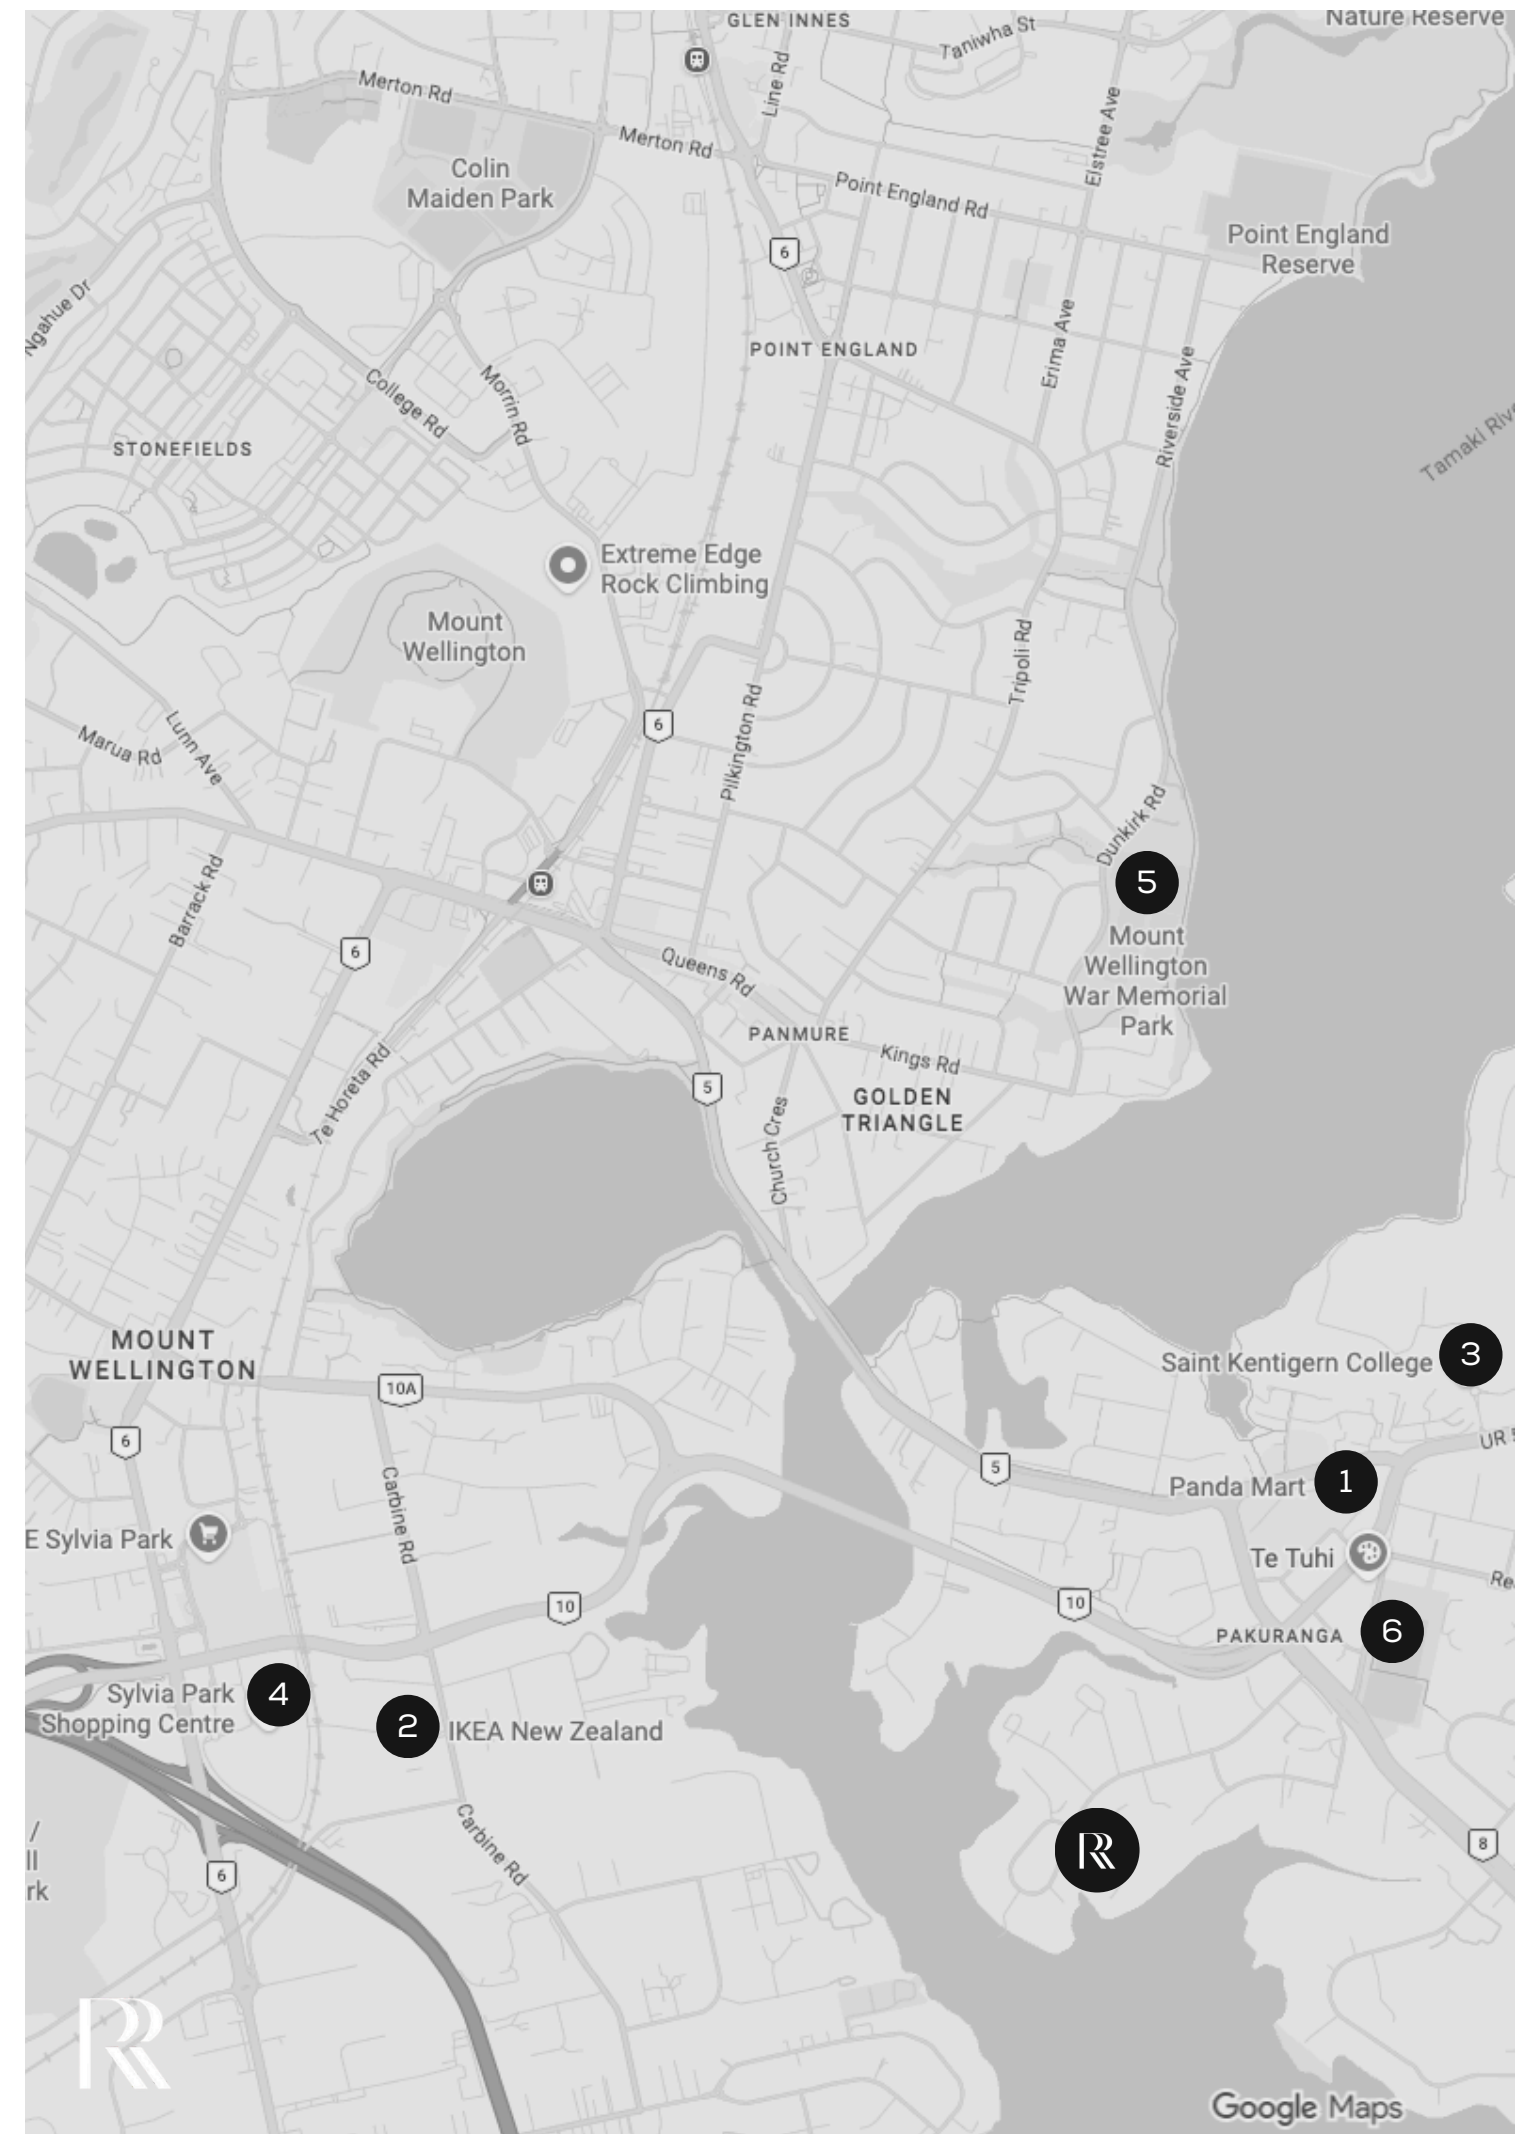 GLEN INNES
Nature Reserve
Taniwha St
Line Rd
Merton Rd
Elstree Ave
Merton Rd
Colin
Maiden Park
Point England Rd
Point England
Reserve
6
Ngahue Dr
Erima Ave
POINT ENGLAND
Riverside Ave
College Rd
Morrin Rd
STONEFIELDS
Tamaki Riv
Extreme Edge
Rock Climbing
Mount
Wellington
Tripoli Rd
6
Pilkington Rd
Lunn Ave
Marua Rd
Dunkirk Rd
5
Barrack Rd
6
Mount
Wellington
War Memorial
Park
Queens Rd
PANMURE
Kings Rd
Te Horeta Rd
5
GOLDEN
TRIANGLE
Church Cres
MOUNT
WELLINGTON
Saint Kentigern College
3
10A
6
UR
5
Panda Mart
1
Carbine Rd
E Sylvia Park
Te Tuhi
Re
10
10
PAKURANGA
6
Sylvia Park
Shopping Centre
4
2
IKEA New Zealand
Carbine Rd
/
ll
rk
6
R
8
R
Google Maps